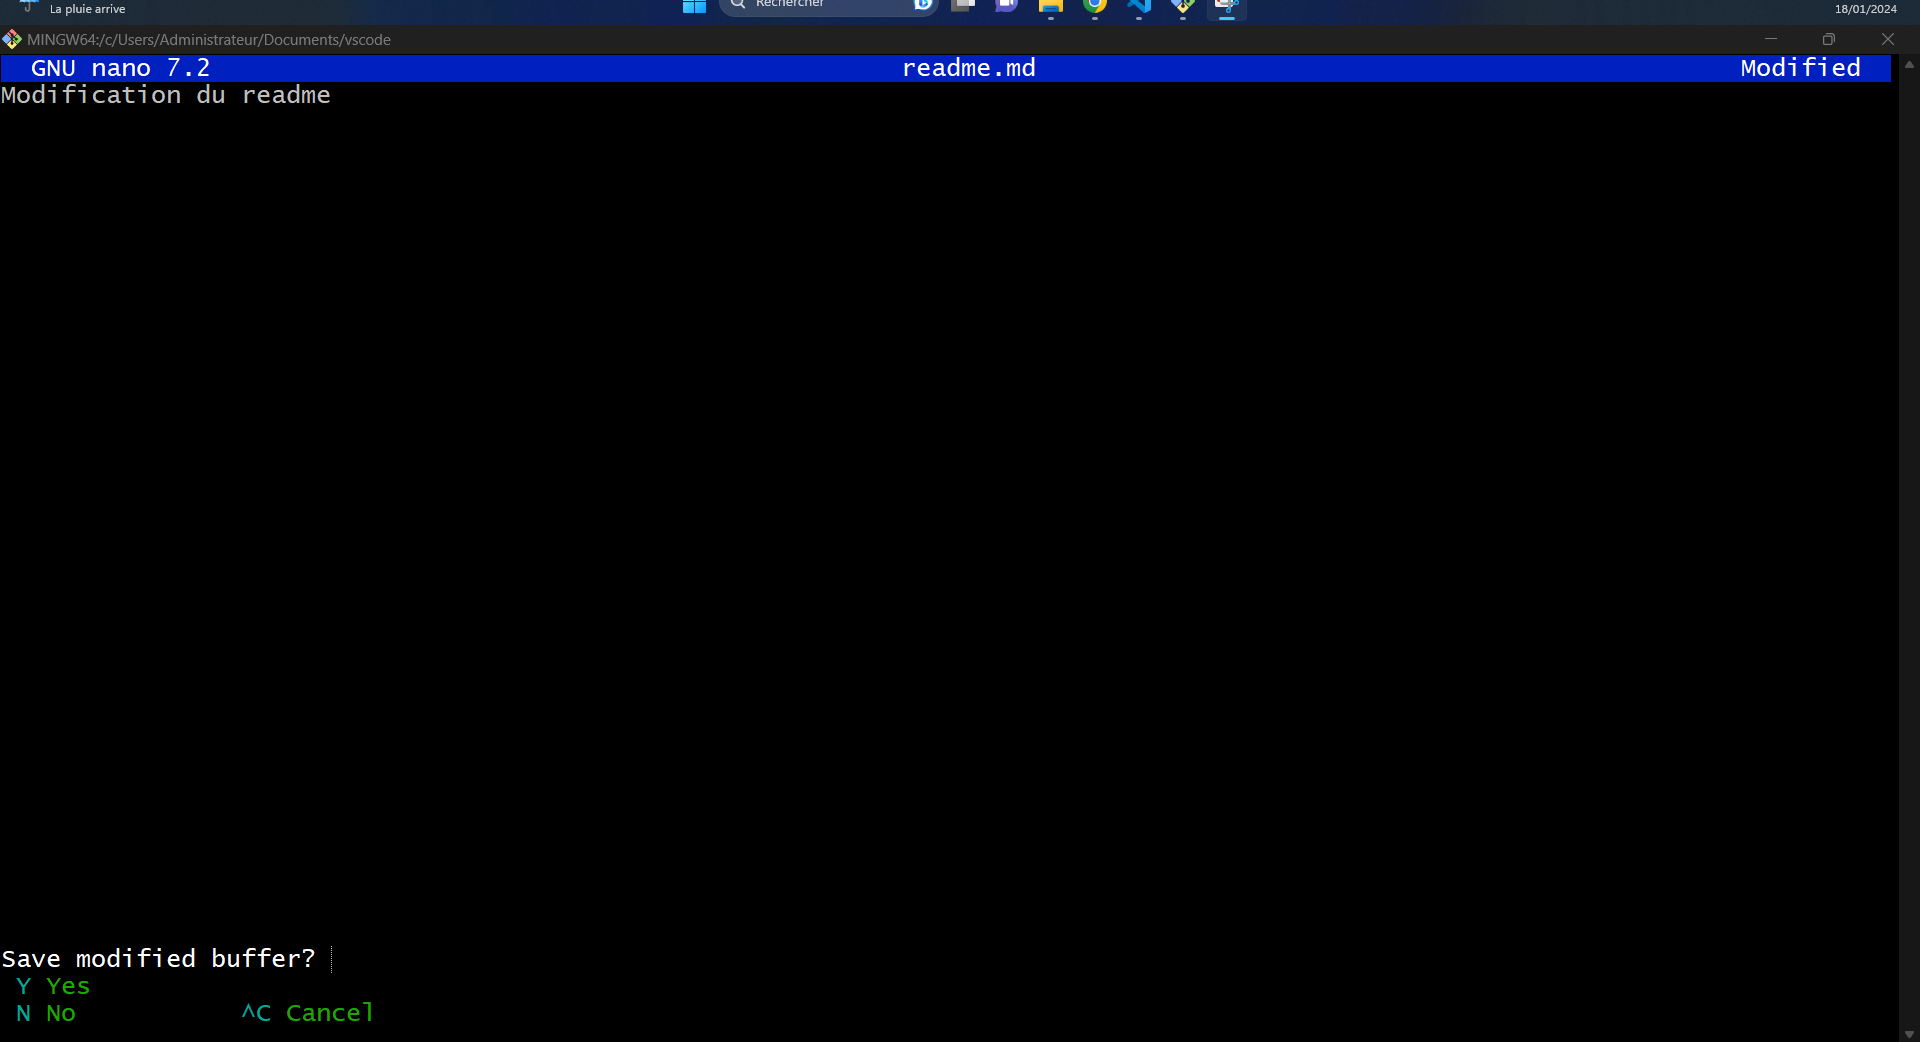 La pluie arrive
Rechercher
18/01/2024
MINGW64:/c/Users/Administrateur/Documents/vscode
GNU nano 7.2 readme.md Modified
Modification du readme
Save modified buffer?
Y Yes
N No ^C Cancel